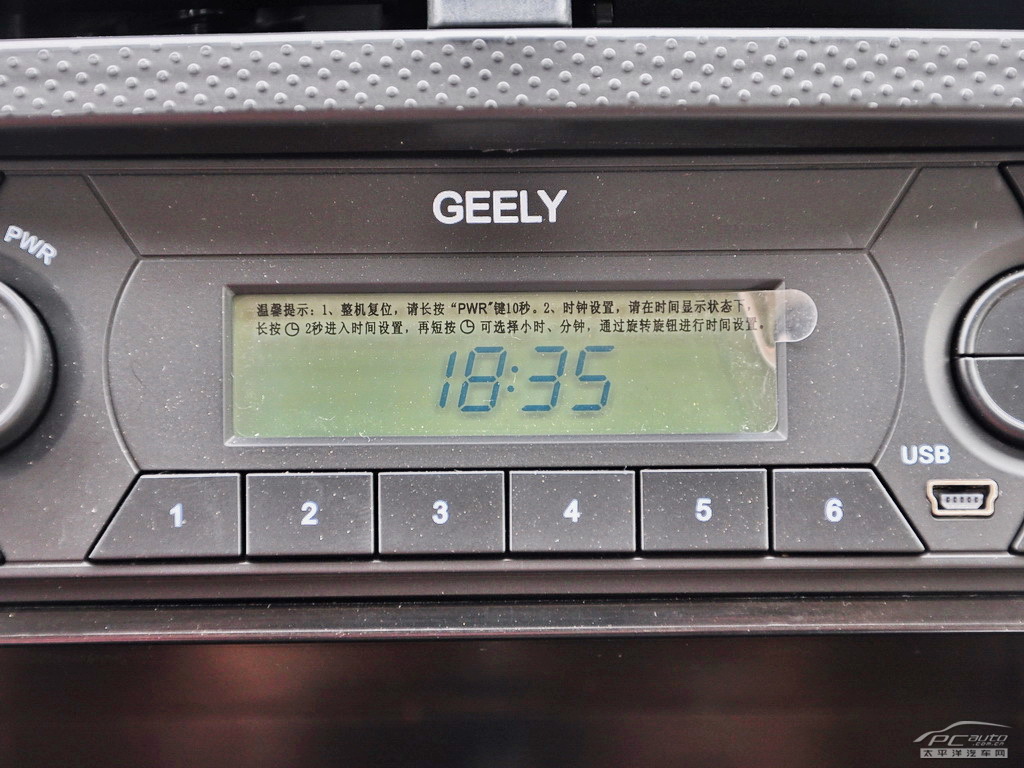 GEELY
PWR
温馨提示：1、整机复位，请长按“PWR”键10秒。2、时钟设置，请在时间显示状态下，
长按 2秒进入时间设置，再短按 可选择小时、分钟，通过旋转旋钮进行时间设置。
18:35
USB
1 2 3 4 5 6
PCauto
.com.cn
太平洋汽车网